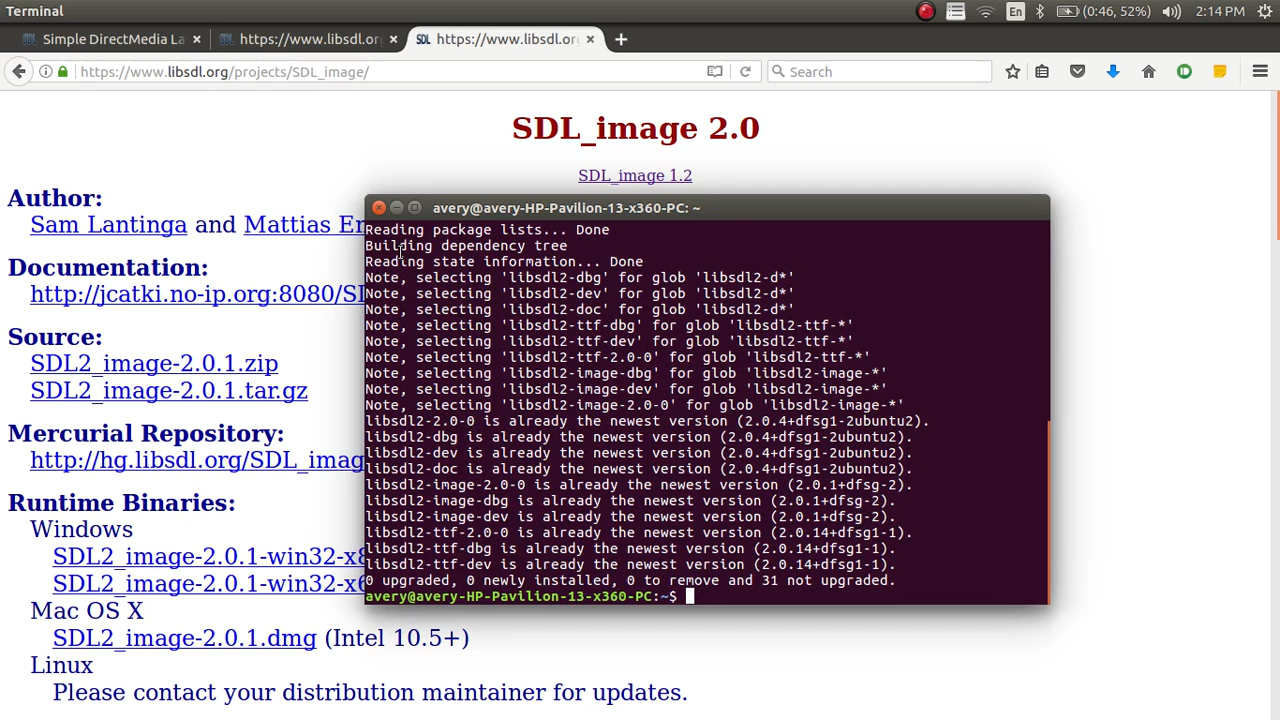 Terminal
En
(0:46, 52%)
2:14 PM
Simple DirectMedia La
https://www.libsdl.or
SDL https://www.libsdl.or
https://www.libsdl.org/projects/SDL_image/
Search
SDL_image 2.0
SDL_image 1.2
Author:
Sam Lantinga and Mattias En
Documentation:
http://jcatki.no-ip.org:8080/SD
Source:
SDL2_image-2.0.1.zip
SDL2_image-2.0.1.tar.gz
Mercurial Repository:
http://hg.libsdl.org/SDL_imag
Runtime Binaries:
Windows
SDL2_image-2.0.1-win32-x8
SDL2_image-2.0.1-win32-x6
Mac OS X
SDL2_image-2.0.1.dmg (Intel 10.5+)
Linux
Please contact your distribution maintainer for updates.
avery@avery-HP-Pavilion-13-x360-PC: ~
Reading package lists... Done
Building dependency tree
Reading state information... Done
Note, selecting 'libsdl2-dbg' for glob 'libsdl2-d*'
Note, selecting 'libsdl2-dev' for glob 'libsdl2-d*'
Note, selecting 'libsdl2-doc' for glob 'libsdl2-d*'
Note, selecting 'libsdl2-ttf-dbg' for glob 'libsdl2-ttf-*'
Note, selecting 'libsdl2-ttf-dev' for glob 'libsdl2-ttf-*'
Note, selecting 'libsdl2-ttf-2.0-0' for glob 'libsdl2-ttf-*'
Note, selecting 'libsdl2-image-dbg' for glob 'libsdl2-image-*'
Note, selecting 'libsdl2-image-dev' for glob 'libsdl2-image-*'
Note, selecting 'libsdl2-image-2.0-0' for glob 'libsdl2-image-*'
libsdl2-2.0-0 is already the newest version (2.0.4+dfsg1-2ubuntu2).
libsdl2-dbg is already the newest version (2.0.4+dfsg1-2ubuntu2).
libsdl2-dev is already the newest version (2.0.4+dfsg1-2ubuntu2).
libsdl2-doc is already the newest version (2.0.4+dfsg1-2ubuntu2).
libsdl2-image-2.0-0 is already the newest version (2.0.1+dfsg-2).
libsdl2-image-dbg is already the newest version (2.0.1+dfsg-2).
libsdl2-image-dev is already the newest version (2.0.1+dfsg-2).
libsdl2-ttf-2.0-0 is already the newest version (2.0.14+dfsg1-1).
libsdl2-ttf-dbg is already the newest version (2.0.14+dfsg1-1).
libsdl2-ttf-dev is already the newest version (2.0.14+dfsg1-1).
0 upgraded, 0 newly installed, 0 to remove and 31 not upgraded.
avery@avery-HP-Pavilion-13-x360-PC:~$